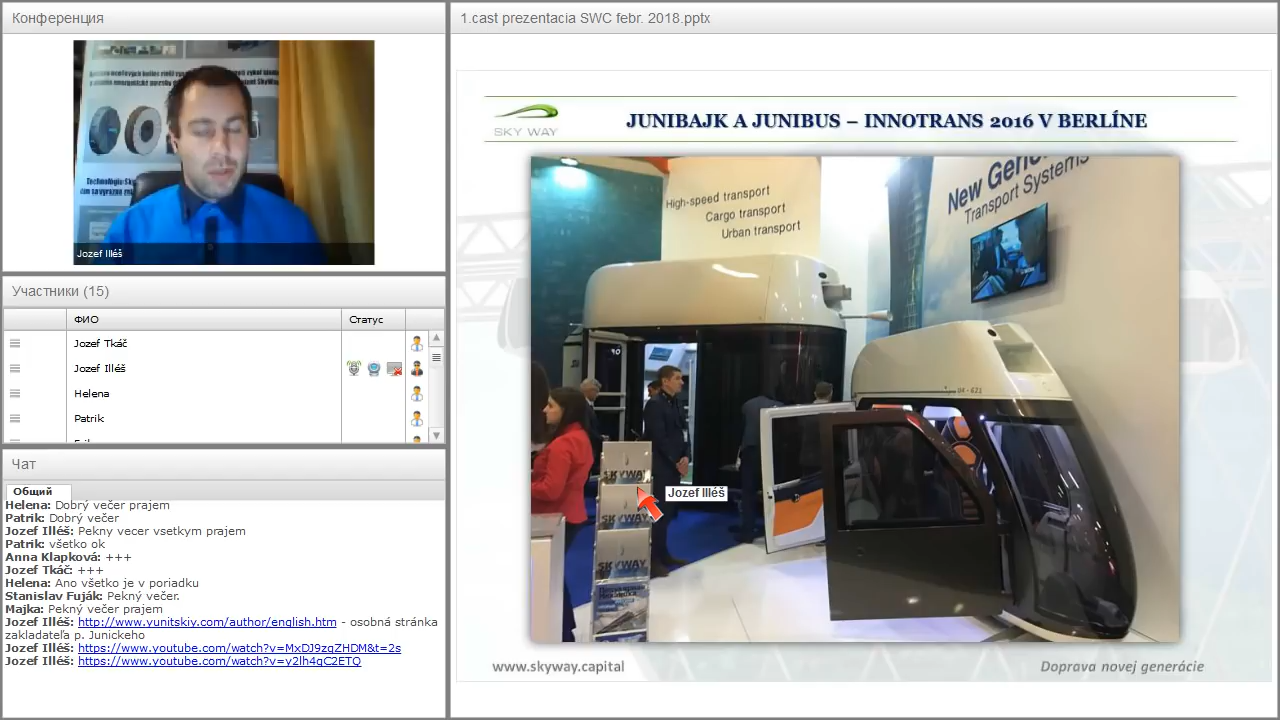 Конференция
Jozef Illéš
Участники (15)
ФИО
Статус
Jozef Tkáč
Jozef Illéš
Helena
Patrik
Чат
Общий
Helena: Dobrý večer prajem
Patrik: Dobrý večer
Jozef Illéš: Pekny vecer vsetkym prajem
Patrik: všetko ok
Anna Klapková: +++
Jozef Tkáč: +++
Helena: Ano všetko je v poriadku
Stanislav Fuják: Pekný večer.
Majka: Pekný večer prajem
Jozef Illéš: http://www.yunitskiy.com/author/english.htm - osobná stránka
zakladateľa p. Junickeho
Jozef Illéš: https://www.youtube.com/watch?v=MxDJ9zqZHDM&t=2s
Jozef Illéš: https://www.youtube.com/watch?v=y2lh4qC2ETQ
1.cast prezentacia SWC febr. 2018.pptx
SKY WAY
JUNIBAJK A JUNIBUS – INNOTRANS 2016 V BERLÍNE
High-speed transport
Cargo transport
Urban transport
New
Transport Systems
SKYWAY
Jozef Illéš
SKYWAY
SKYWAY
www.skyway.capital
Doprava novej generácie